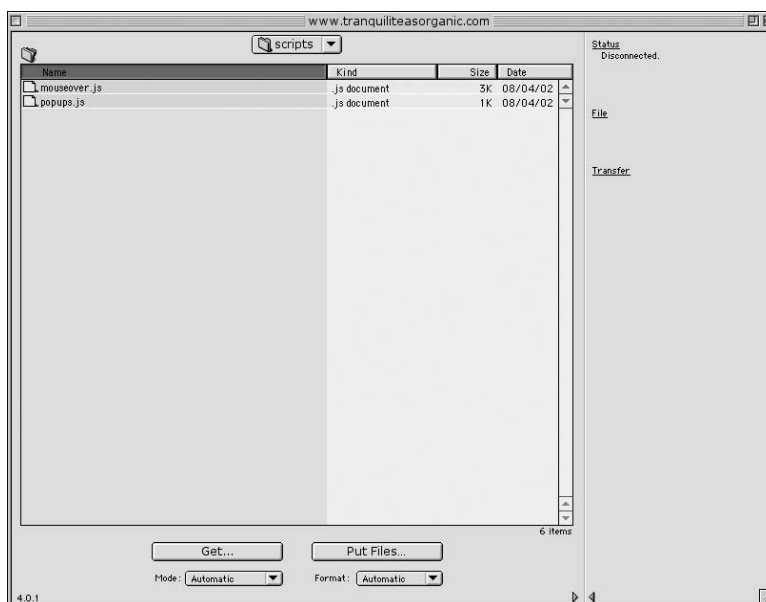 www.tranquiliteasorganic.com
scripts
Status
Disconnected.
Name Kind Size Date
mouseover.js .js document 3K 08/04/02
popups.js .js document 1K 08/04/02
File
Transfer
6 items
Get... Put Files...
Mode: Automatic Format: Automatic
4.0.1